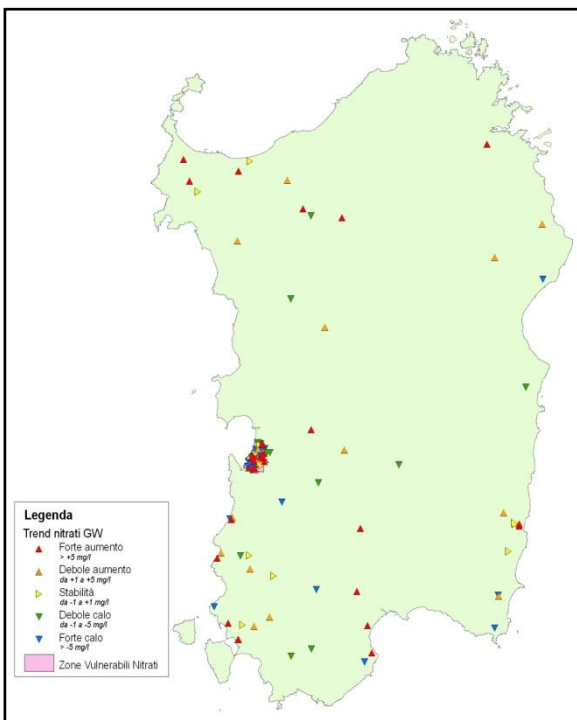 Legenda
Trend nitrati GW
Forte aumento
> +5 mg/l
Debole aumento
da +1 a +5 mg/l
Stabilità
da -1 a +1 mg/l
Debole calo
da -1 a -5 mg/l
Forte calo
> -5 mg/l
Zone Vulnerabili Nitrati